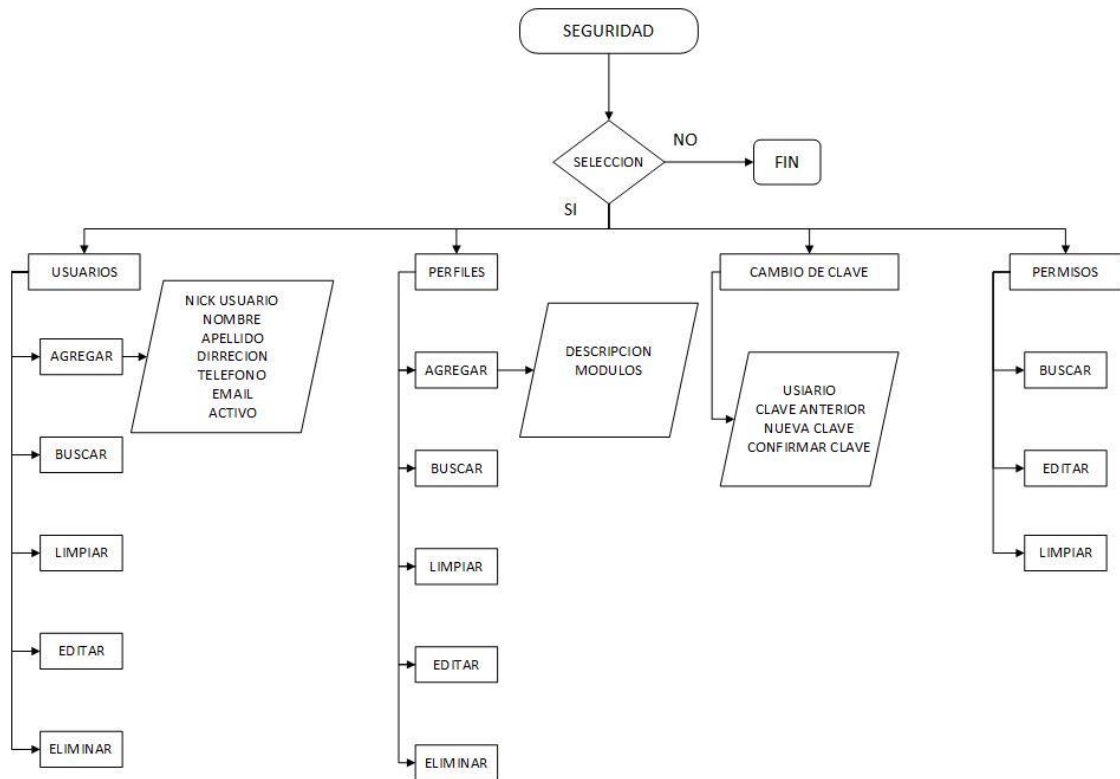 SEGURIDAD
SELECCION
NO
FIN
SI
USUARIOS
NICK USUARIO
NOMBRE
APELLIDO
DIRRECION
TELEFONO
EMAIL
ACTIVO
AGREGAR
BUSCAR
LIMPIAR
EDITAR
ELIMINAR
PERFILES
AGREGAR
DESCRIPCION
MODULOS
BUSCAR
LIMPIAR
EDITAR
ELIMINAR
CAMBIO DE CLAVE
USIARIO
CLAVE ANTERIOR
NUEVA CLAVE
CONFIRMAR CLAVE
PERMISOS
BUSCAR
EDITAR
LIMPIAR